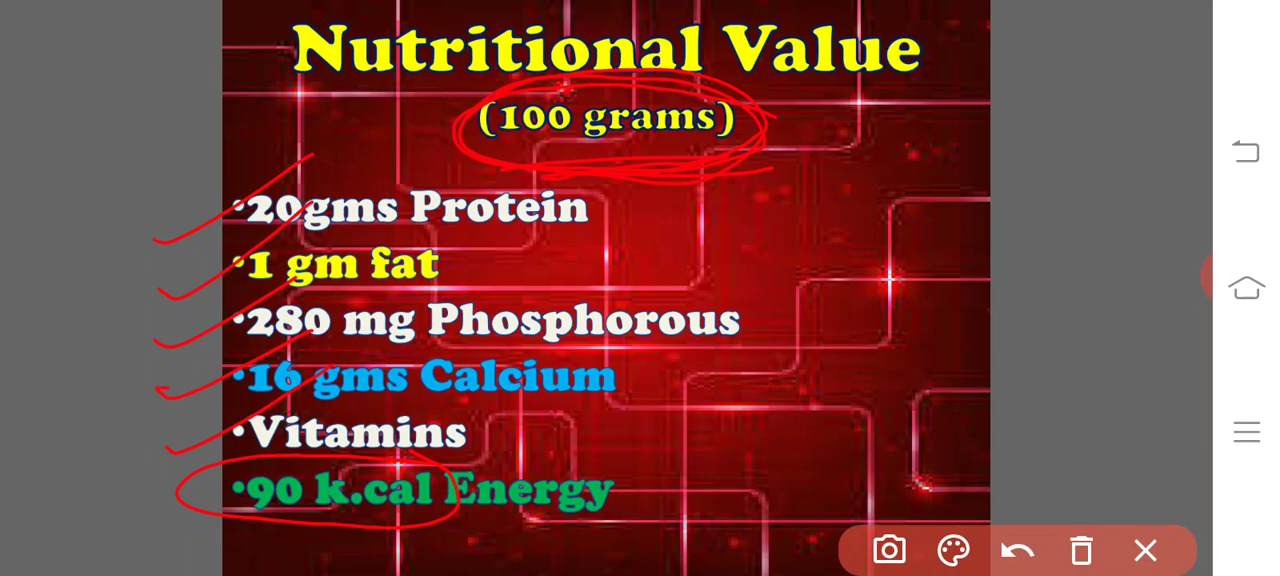 Nutritional Value
(100 grams)
•20gms Protein
•1 gm fat
•280 mg Phosphorous
•16 gms Calcium
•Vitamins
•90 k.cal Energy